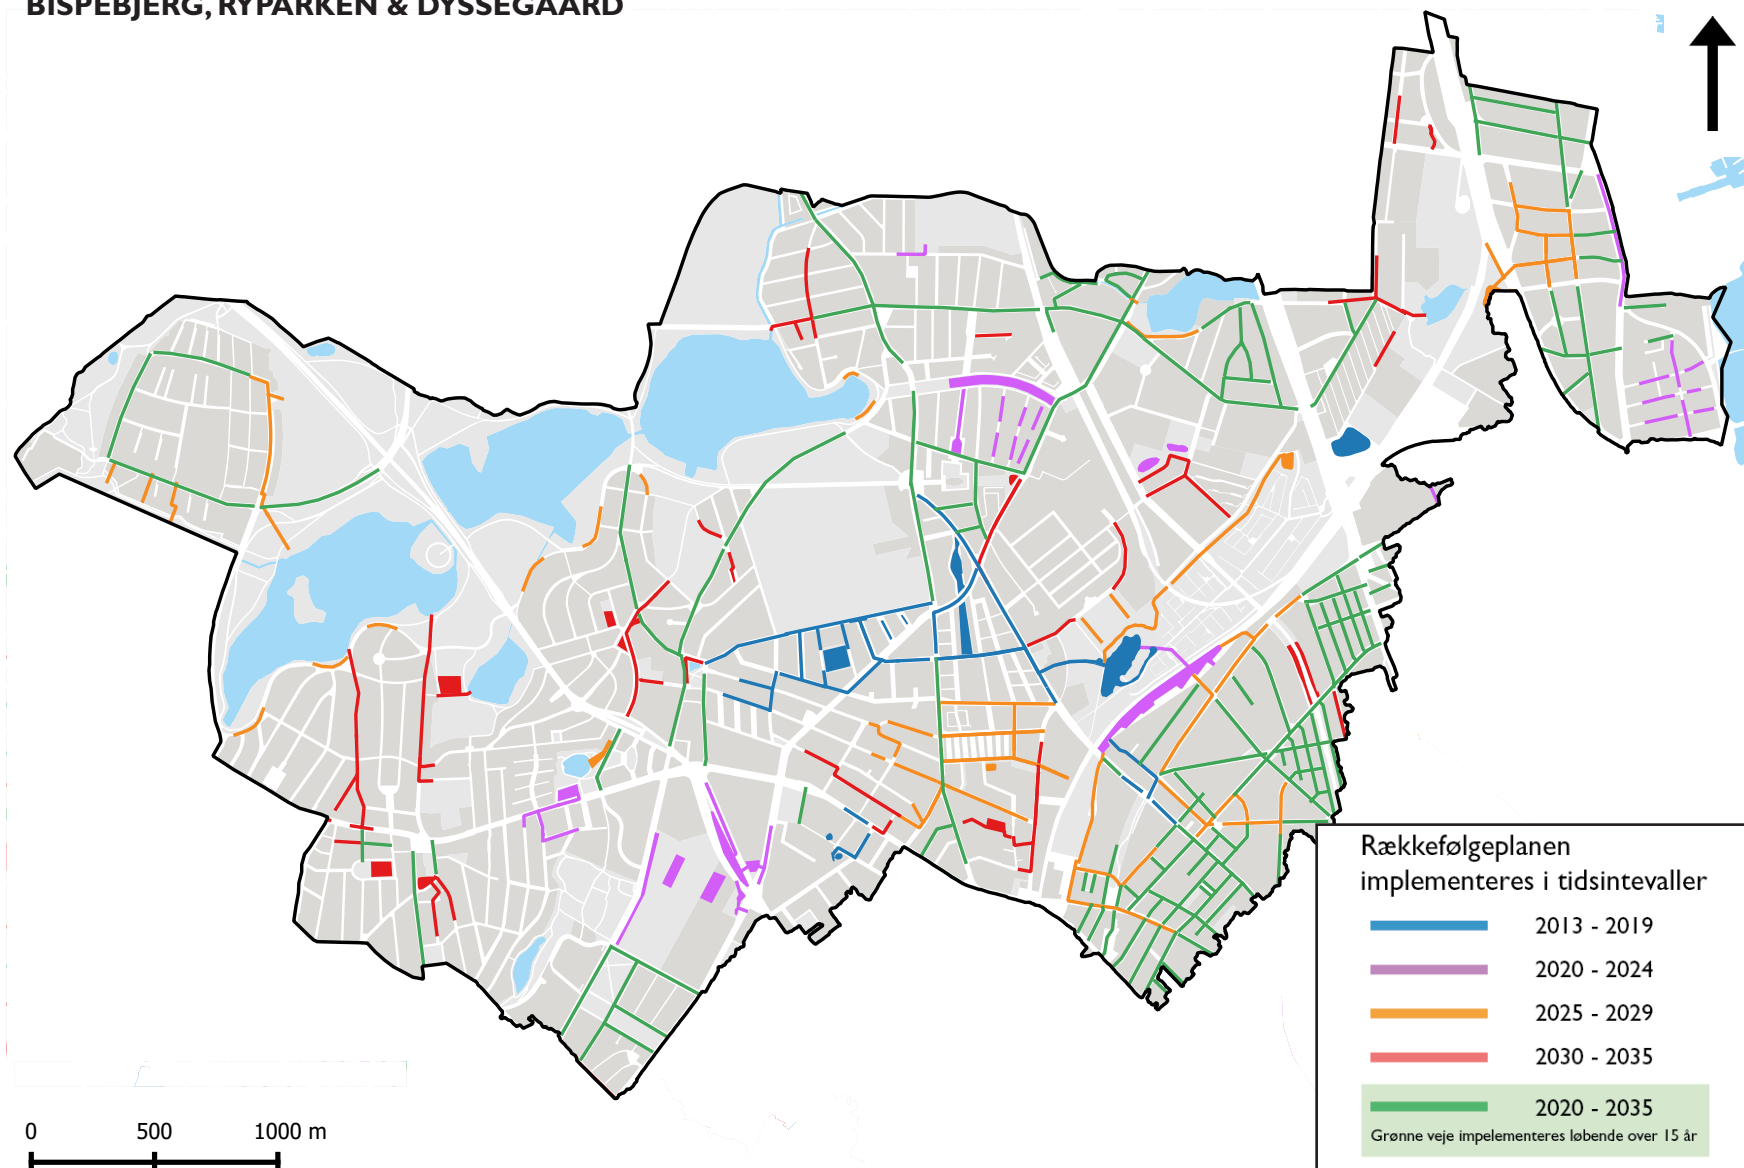 BISPEBJERG, RYPARKEN & DYSSEGAARD
Rækkefølgeplanen
implementeres i tidsintevaller
2013 - 2019
2020 - 2024
2025 - 2029
2030 - 2035
2020 - 2035
Grønne veje impelementeres løbende over 15 år
0 500 1000 m